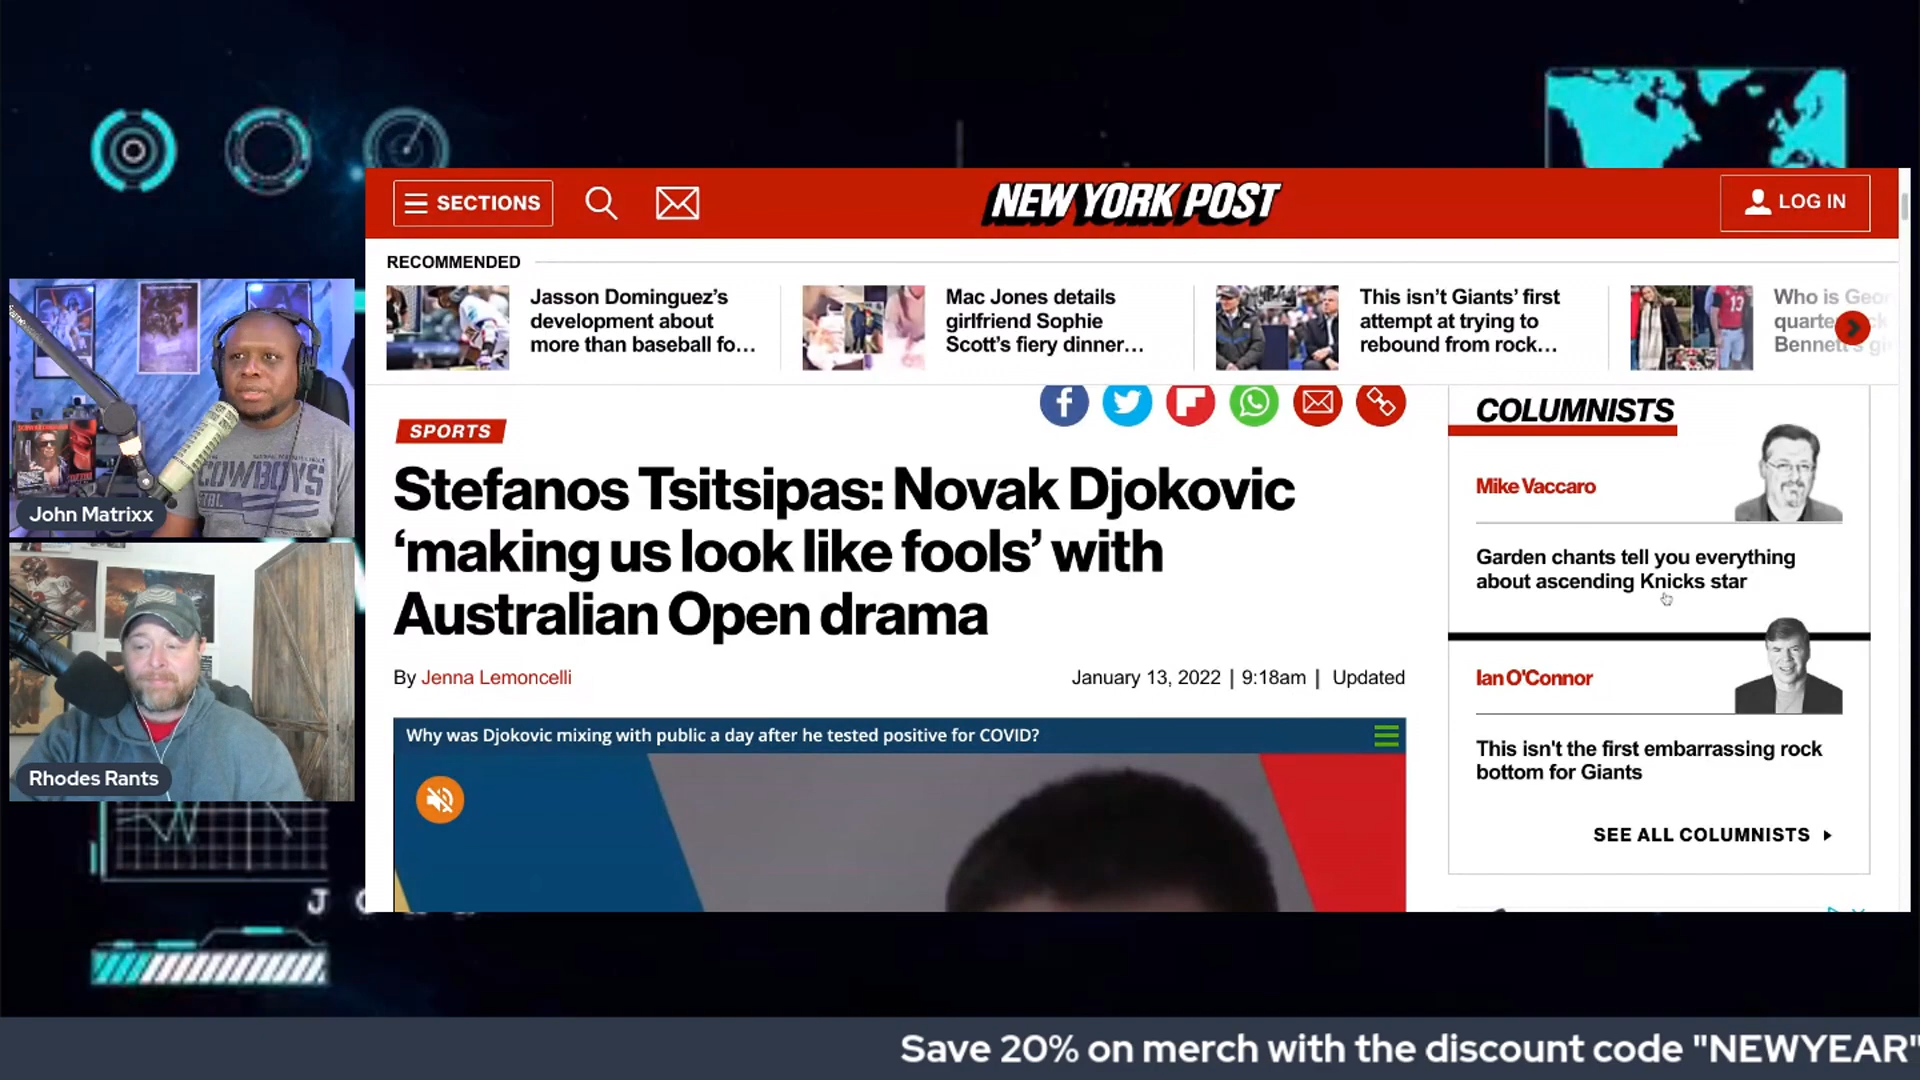 SECTIONS
NEW YORK POST
LOG IN
RECOMMENDED
Jasson Dominguez’s
development about
more than baseball fo…
Mac Jones details
girlfriend Sophie
Scott’s fiery dinner…
This isn’t Giants’ first
attempt at trying to
rebound from rock…
Who is Geor
quarte
Bennett's gi
SPORTS
Stefanos Tsitsipas: Novak Djokovic
‘making us look like fools’ with
Australian Open drama
By Jenna Lemoncelli
January 13, 2022 | 9:18am | Updated
Why was Djokovic mixing with public a day after he tested positive for COVID?
COLUMNISTS
Mike Vaccaro
Garden chants tell you everything
about ascending Knicks star
Ian O'Connor
This isn't the first embarrassing rock
bottom for Giants
SEE ALL COLUMNISTS
COWBOYS
John Matrixx
Rhodes Rants
Save 20% on merch with the discount code "NEWYEAR"